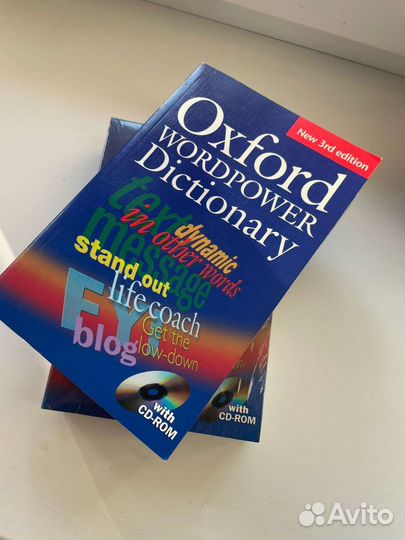 New 3rd edition
Oxford
WORDPOWER
Dictionary
text
message
dynamic
in other words
stand out
life coach
FYI
Get the
low-down
blog
with
CD-ROM
with
CD-ROM
Avito